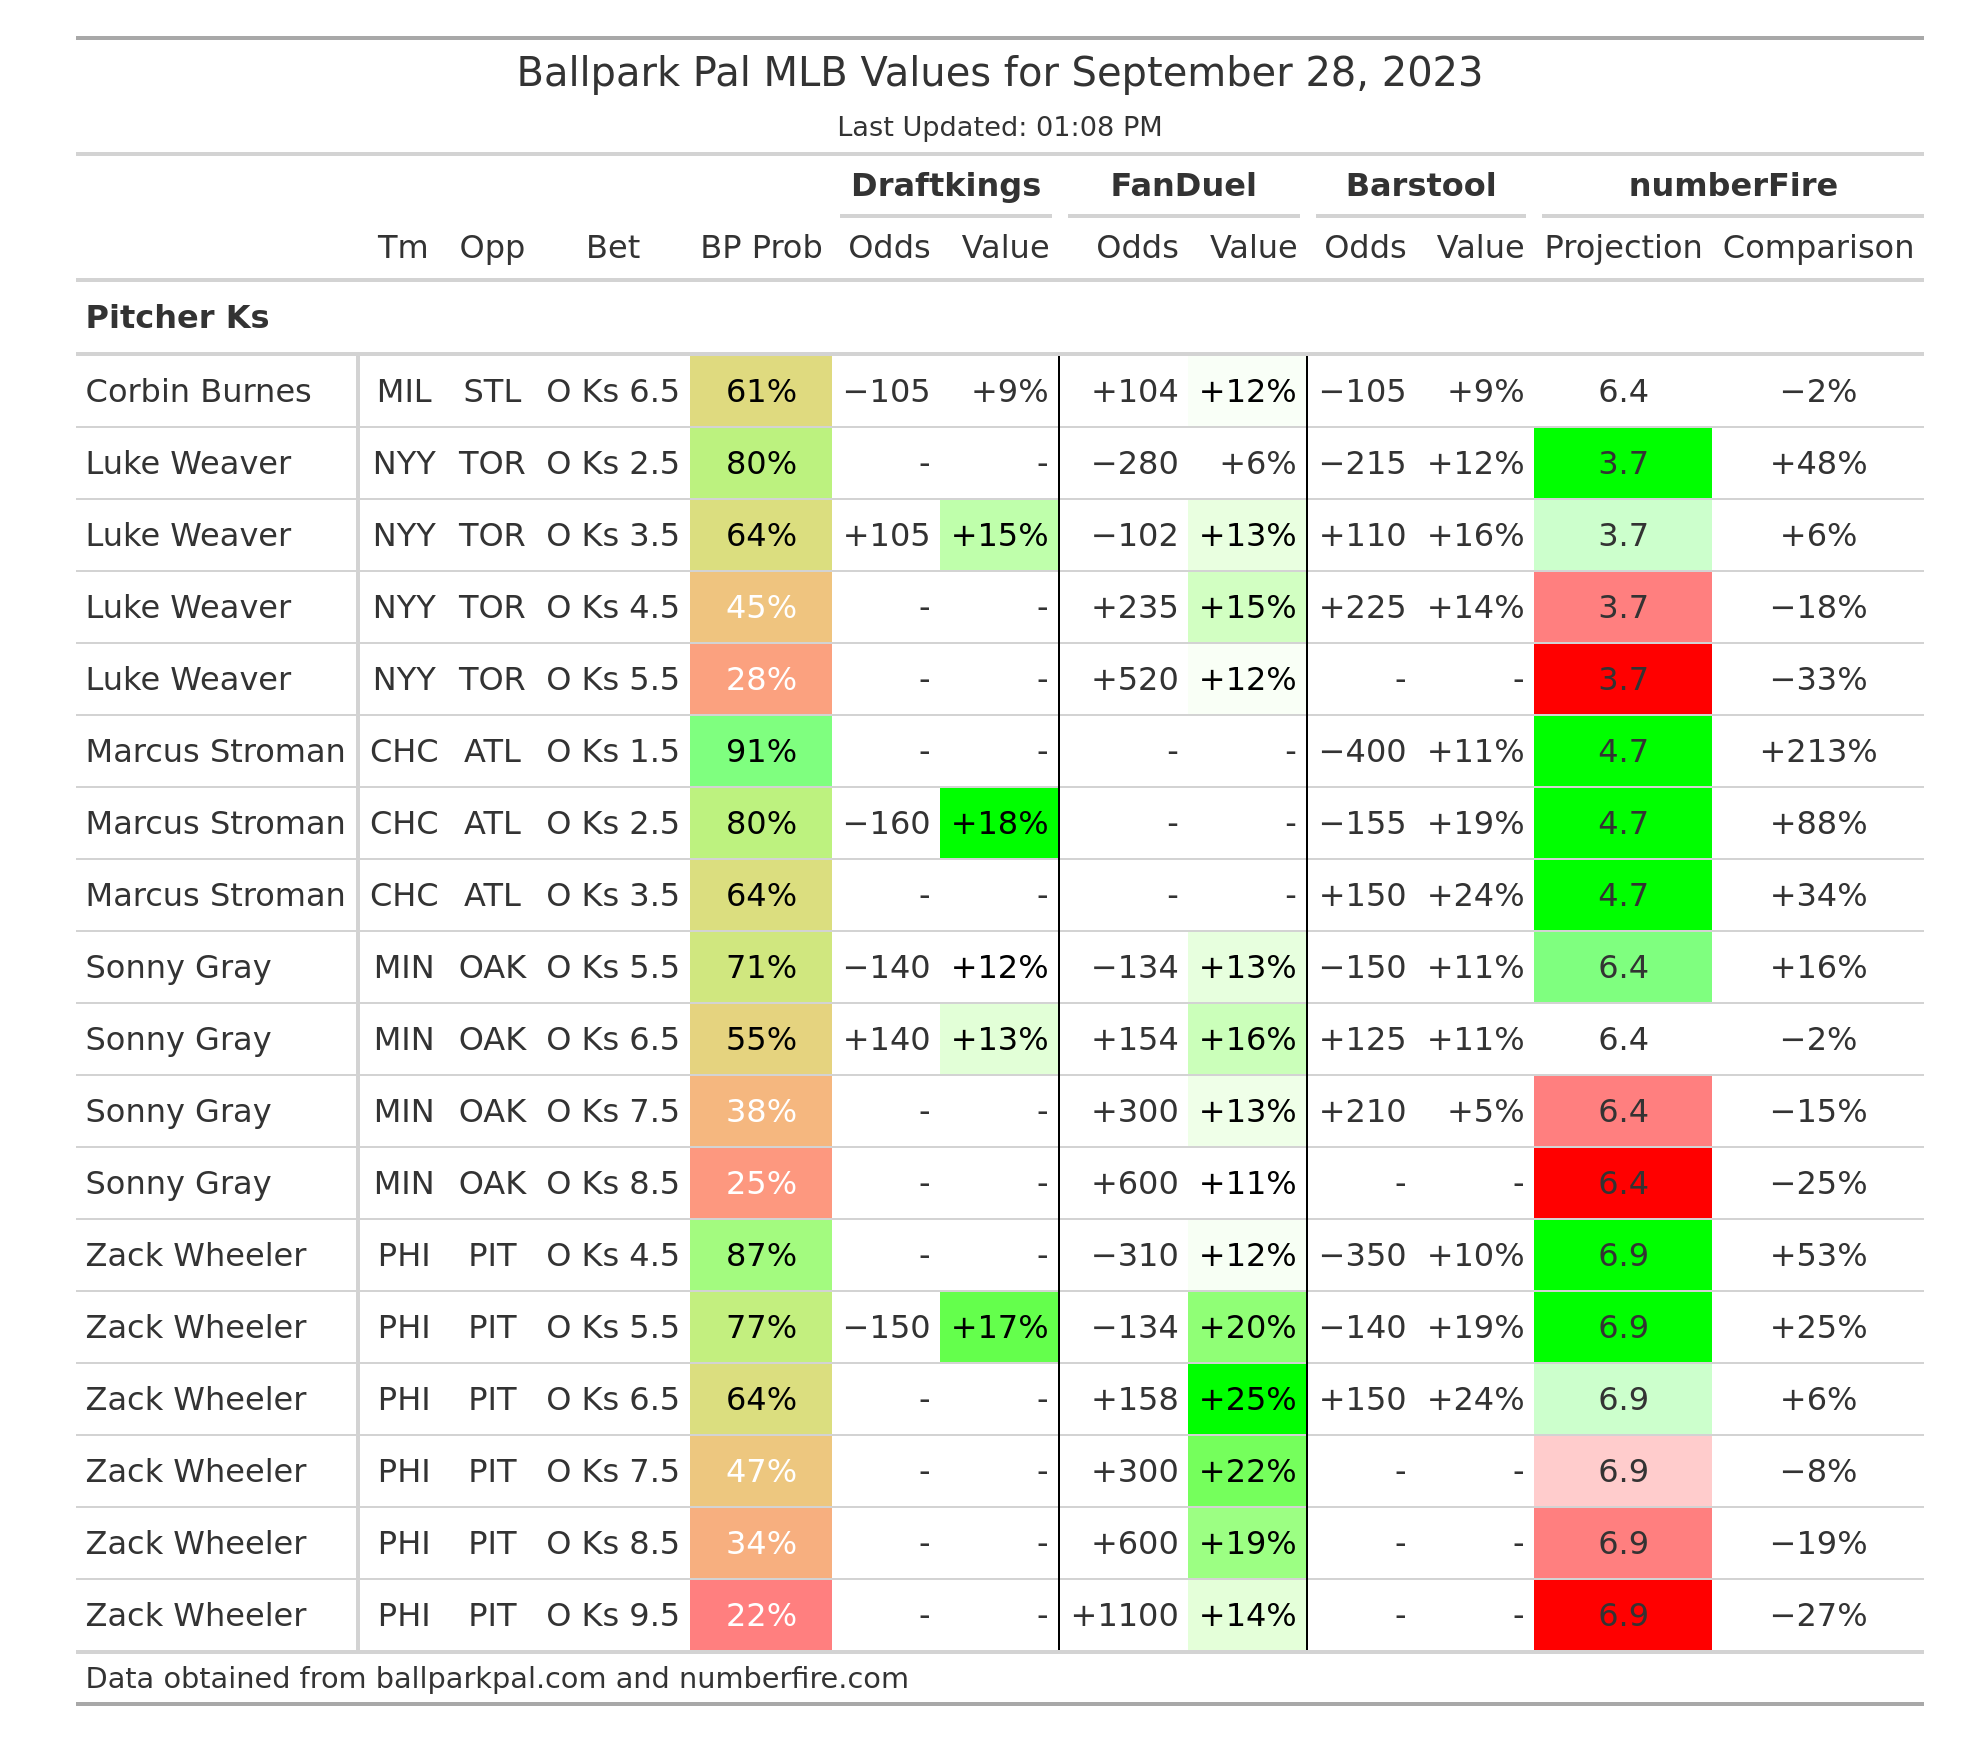 Ballpark Pal MLB Values for September 28, 2023
Last Updated: 01:08 PM
Draftkings FanDuel Barstool numberFire
Tm Opp Bet BP Prob Odds Value Odds Value Odds Value Projection Comparison
Pitcher Ks
Corbin Burnes MIL STL O Ks 6.5 61% −105 +9% +104 +12% −105 +9% 6.4 −2%
Luke Weaver NYY TOR O Ks 2.5 80% - - −280 +6% −215 +12% 3.7 +48%
Luke Weaver NYY TOR O Ks 3.5 64% +105 +15% −102 +13% +110 +16% 3.7 +6%
Luke Weaver NYY TOR O Ks 4.5 45% - - +235 +15% +225 +14% 3.7 −18%
Luke Weaver NYY TOR O Ks 5.5 28% - - +520 +12% - - 3.7 −33%
Marcus Stroman CHC ATL O Ks 1.5 91% - - - - −400 +11% 4.7 +213%
Marcus Stroman CHC ATL O Ks 2.5 80% −160 +18% - - −155 +19% 4.7 +88%
Marcus Stroman CHC ATL O Ks 3.5 64% - - - - +150 +24% 4.7 +34%
Sonny Gray MIN OAK O Ks 5.5 71% −140 +12% −134 +13% −150 +11% 6.4 +16%
Sonny Gray MIN OAK O Ks 6.5 55% +140 +13% +154 +16% +125 +11% 6.4 −2%
Sonny Gray MIN OAK O Ks 7.5 38% - - +300 +13% +210 +5% 6.4 −15%
Sonny Gray MIN OAK O Ks 8.5 25% - - +600 +11% - - 6.4 −25%
Zack Wheeler PHI PIT O Ks 4.5 87% - - −310 +12% −350 +10% 6.9 +53%
Zack Wheeler PHI PIT O Ks 5.5 77% −150 +17% −134 +20% −140 +19% 6.9 +25%
Zack Wheeler PHI PIT O Ks 6.5 64% - - +158 +25% +150 +24% 6.9 +6%
Zack Wheeler PHI PIT O Ks 7.5 47% - - +300 +22% - - 6.9 −8%
Zack Wheeler PHI PIT O Ks 8.5 34% - - +600 +19% - - 6.9 −19%
Zack Wheeler PHI PIT O Ks 9.5 22% - - +1100 +14% - - 6.9 −27%
Data obtained from ballparkpal.com and numberfire.com